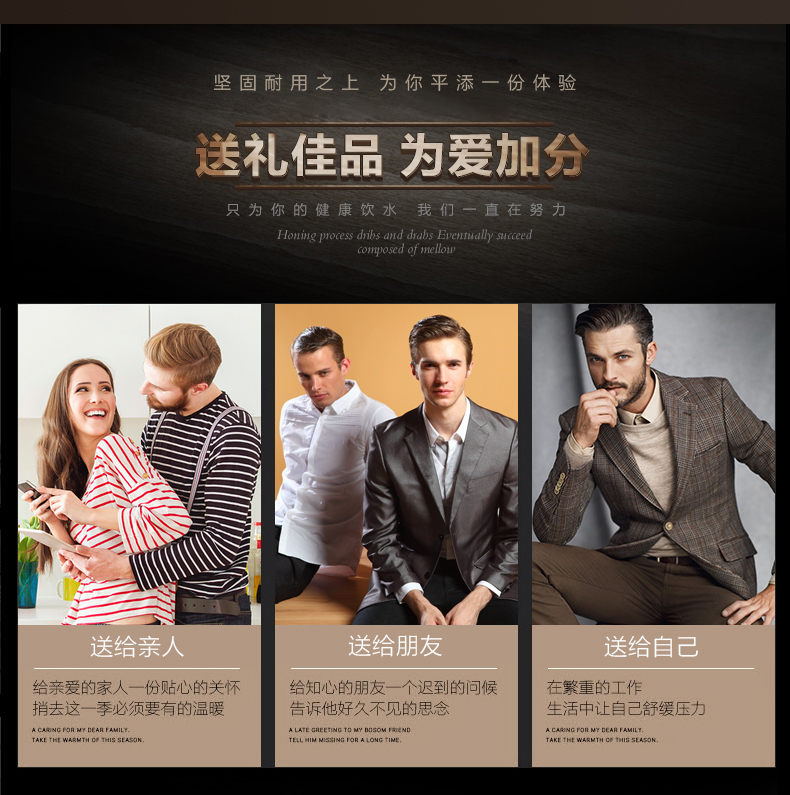 坚固耐用之上 为你平添一份体验
送礼佳品 为爱加分
只为你的健康饮水 我们一直在努力
Honing process dribs and drabs Eventually succeed
composed of mellow
送给亲人
给亲爱的家人一份贴心的关怀
捎去这一季必须要有的温暖
A CARING FOR MY DEAR FAMILY.
TAKE THE WARMTH OF THIS SEASON.
送给朋友
给知心的朋友一个迟到的问候
告诉他好久不见的思念
A LATE GREETING TO MY BOSOM FRIEND
TELL HIM MISSING FOR A LONG TIME.
送给自己
在繁重的工作
生活中让自己舒缓压力
A CARING FOR MY DEAR FAMILY.
TAKE THE WARMTH OF THIS SEASON.